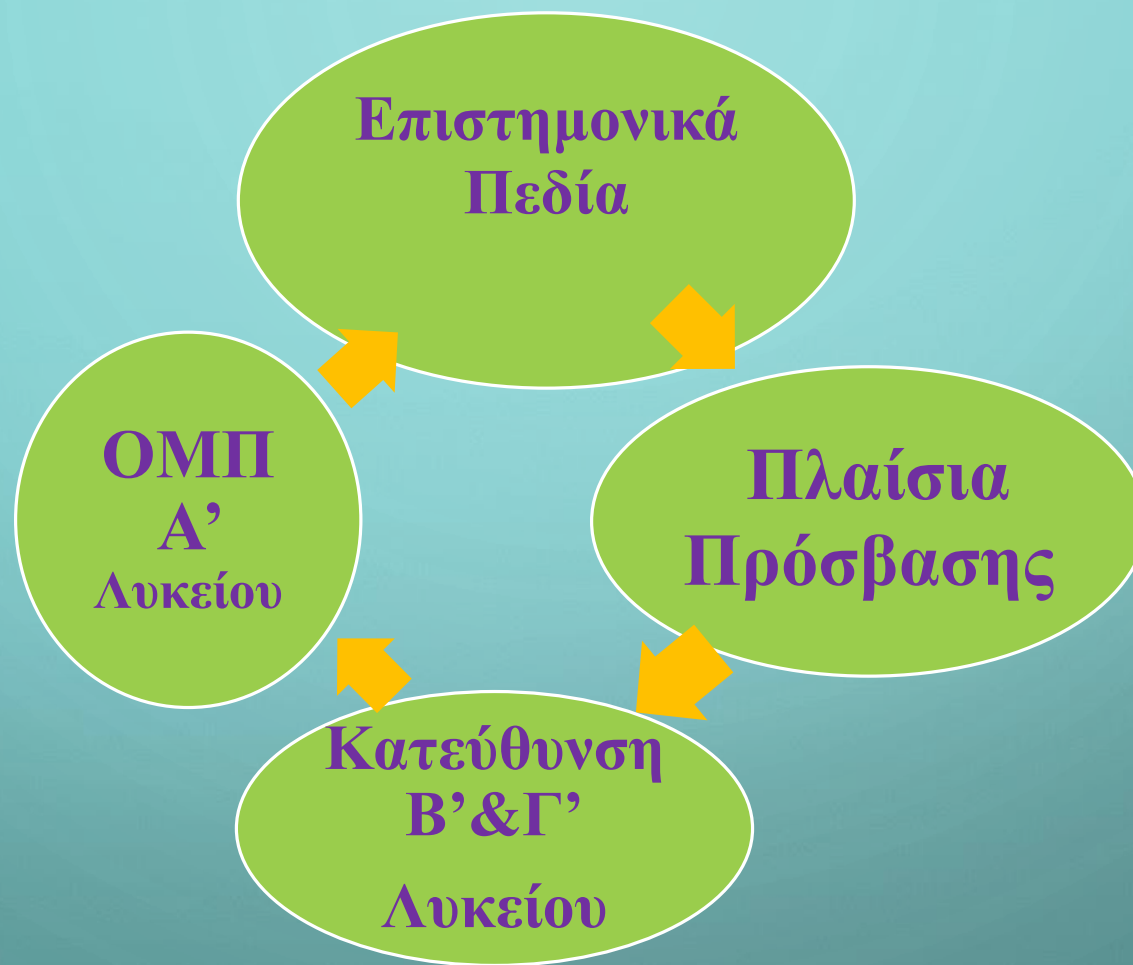 Επιστημονικά
Πεδία
Πλαίσια
Πρόσβασης
ΟΜΠ
Α’
Λυκείου
Κατεύθυνση
Β’&Γ’
Λυκείου